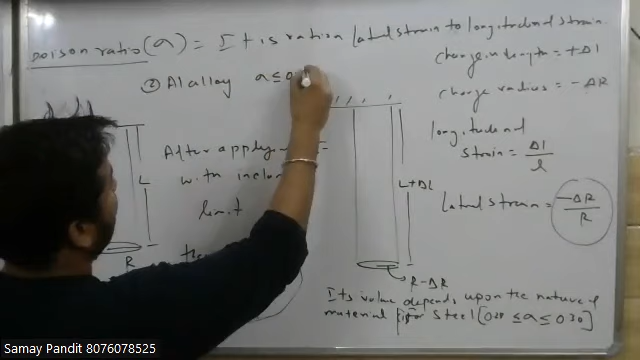 poison ratio (a) = It is ration lateral strain to longitudinal strain
② Al alloy a ≤ 0
After apply
with
limit
L
R
L+ΔL
R-ΔR
change in length = +Δl
change radius = -ΔR
longitudinal
strain = Δl/l
Lateral strain = -ΔR/R
Its value depends upon the nature of
material for steel [0.28 ≤ a ≤ 0.30]
Samay Pandit 8076078525